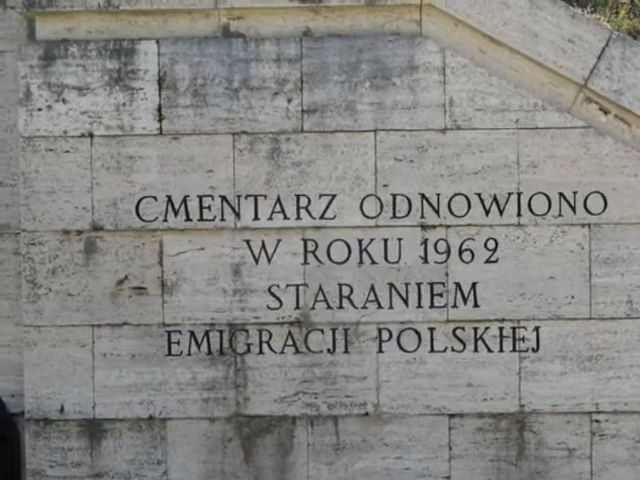 CMENTARZ ODNOWIONO
W ROKU 1962
STARANIEM
EMIGRACJI POLSKIEJ